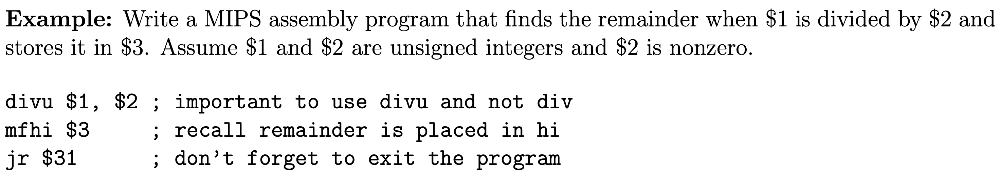 Example: Write a MIPS assembly program that finds the remainder when $1 is divided by $2 and
stores it in $3. Assume $1 and $2 are unsigned integers and $2 is nonzero.
divu $1, $2 ; important to use divu and not div
mfhi $3     ; recall remainder is placed in hi
jr $31      ; don’t forget to exit the program